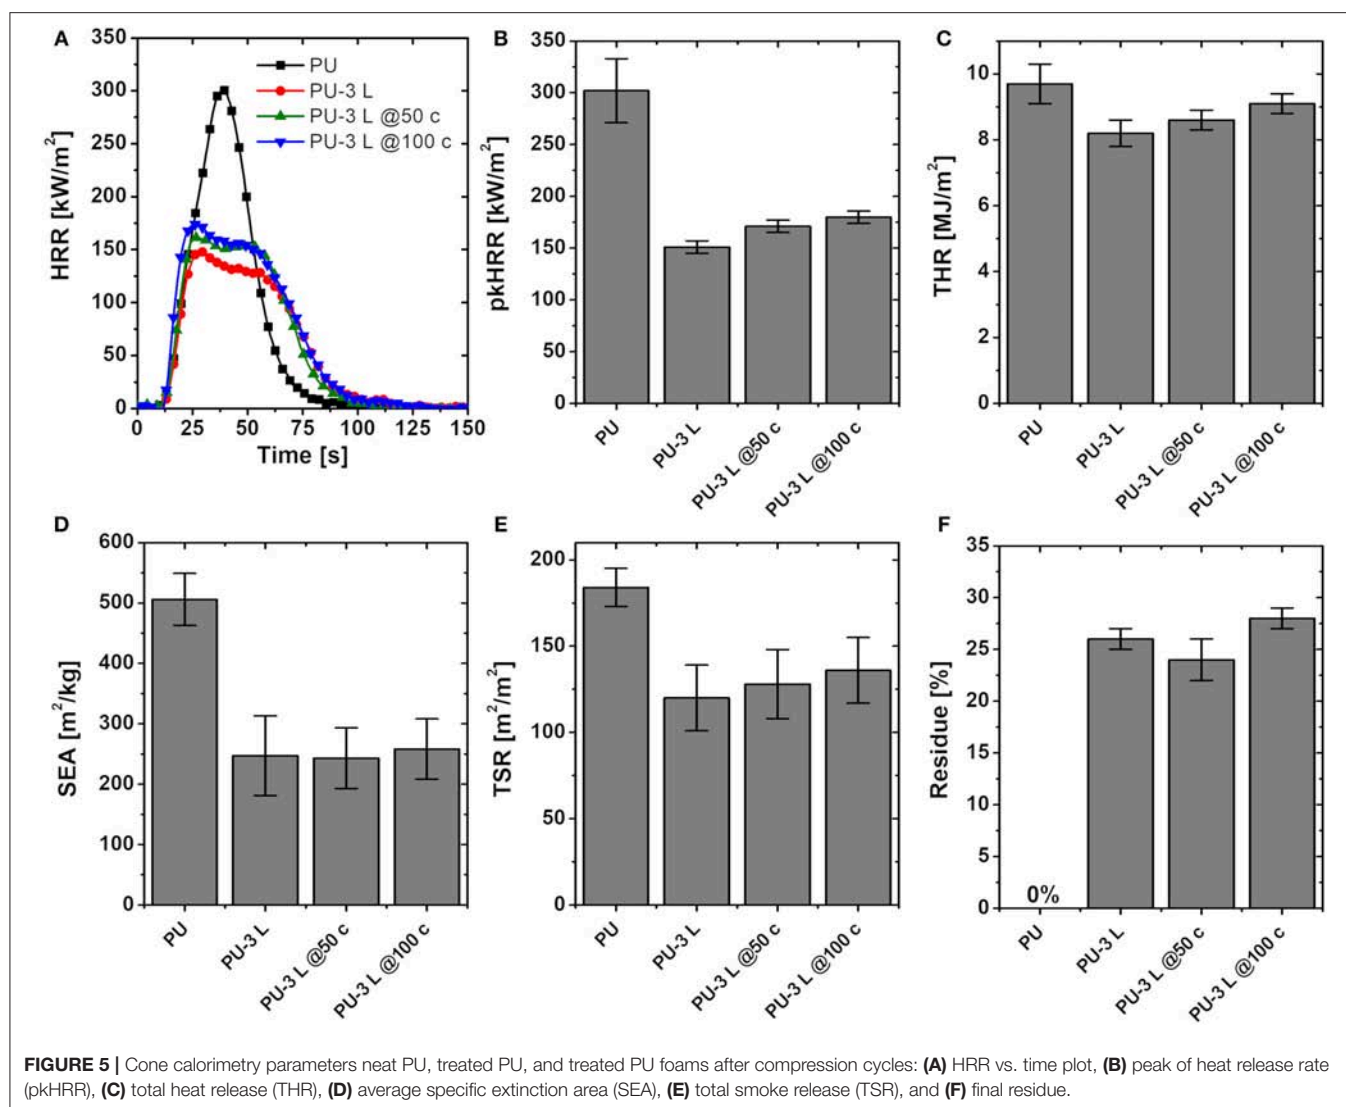 A
HRR [kW/m²]
350
300
250
200
150
100
50
0
PU
PU-3 L
PU-3 L @50 c
PU-3 L @100 c
0 25 50 75 100 125 150
Time [s]
B
pkHRR [kW/m²]
350
300
250
200
150
100
50
0
PU
PU-3 L
PU-3 L @50 c
PU-3 L @100 c
C
THR [MJ/m²]
10
8
6
4
2
0
PU
PU-3 L
PU-3 L @50 c
PU-3 L @100 c
D
SEA [m²/kg]
600
500
400
300
200
100
0
PU
PU-3 L
PU-3 L @50 c
PU-3 L @100 c
E
TSR [m²/m²]
200
150
100
50
0
PU
PU-3 L
PU-3 L @50 c
PU-3 L @100 c
F
Residue [%]
35
30
25
20
15
10
5
0
0%
PU
PU-3 L
PU-3 L @50 c
PU-3 L @100 c
FIGURE 5 | Cone calorimetry parameters neat PU, treated PU, and treated PU foams after compression cycles: (A) HRR vs. time plot, (B) peak of heat release rate
(pkHRR), (C) total heat release (THR), (D) average specific extinction area (SEA), (E) total smoke release (TSR), and (F) final residue.